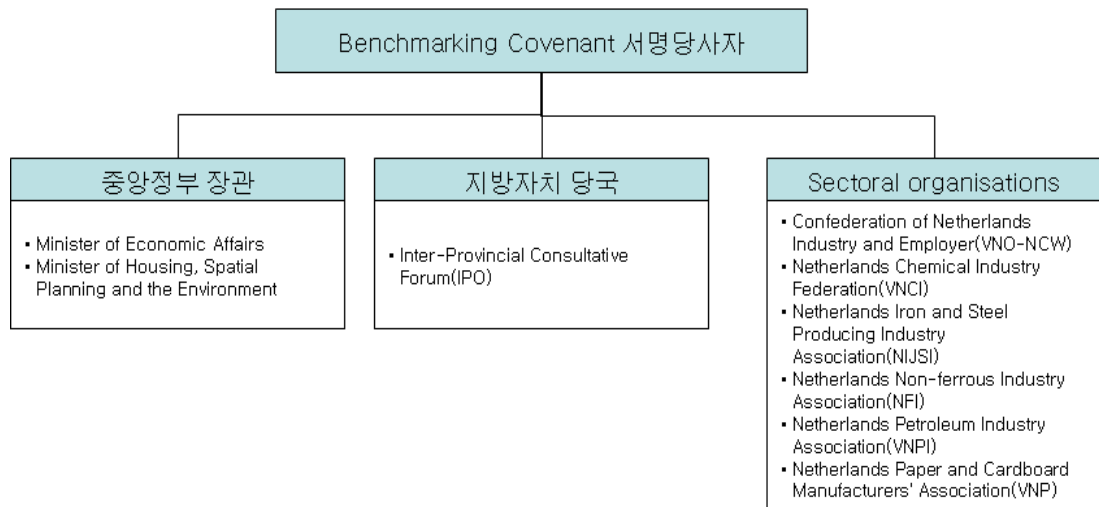 Benchmarking Covenant 서명당사자
중앙정부 장관
▪ Minister of Economic Affairs
▪ Minister of Housing, Spatial
Planning and the Environment
지방자치 당국
▪ Inter-Provincial Consultative
Forum(IPO)
Sectoral organisations
▪ Confederation of Netherlands
Industry and Employer(VNO-NCW)
▪ Netherlands Chemical Industry
Federation(VNCI)
▪ Netherlands Iron and Steel
Producing Industry
Association(NIJSI)
▪ Netherlands Non-ferrous Industry
Association(NFI)
▪ Netherlands Petroleum Industry
Association(VNPI)
▪ Netherlands Paper and Cardboard
Manufacturers' Association(VNP)